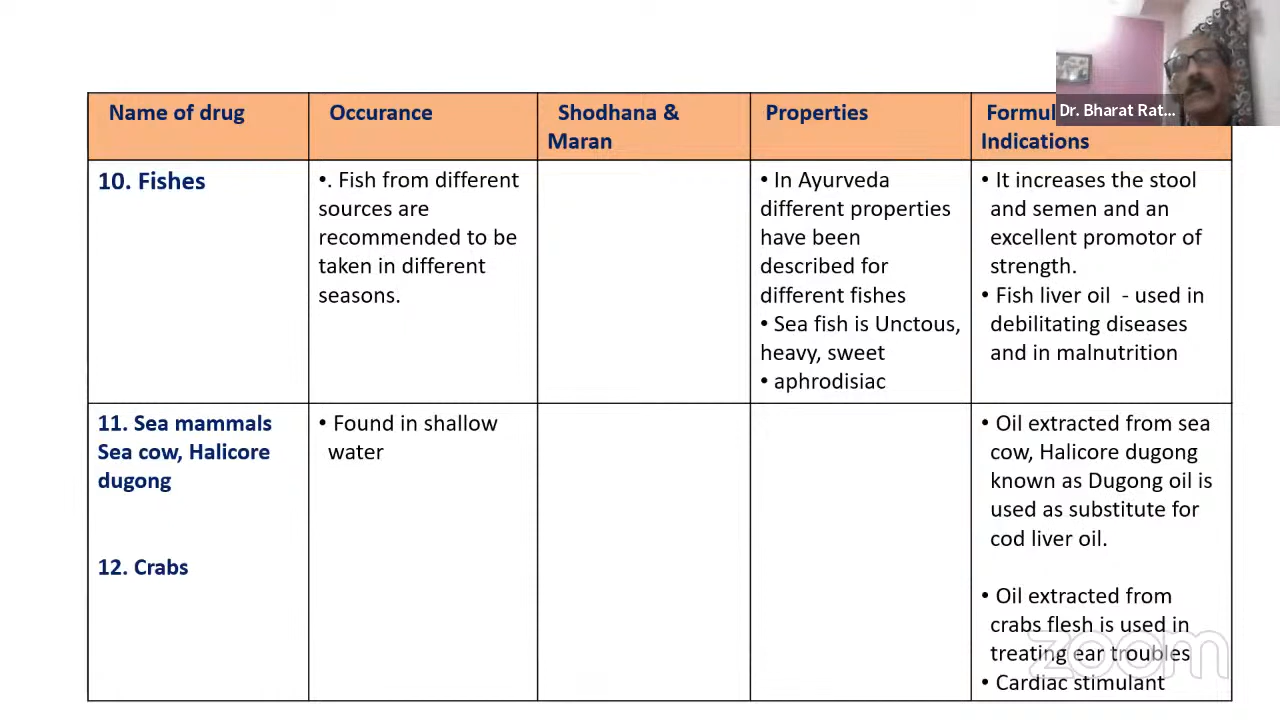 Dr. Bharat Rat...
Name of drug
Occurance
Shodhana &
Maran
Properties
Formul
Indications
10. Fishes
•. Fish from different
sources are
recommended to be
taken in different
seasons.
• In Ayurveda
different properties
have been
described for
different fishes
• Sea fish is Unctous,
heavy, sweet
• aphrodisiac
• It increases the stool
and semen and an
excellent promotor of
strength.
• Fish liver oil - used in
debilitating diseases
and in malnutrition
11. Sea mammals
Sea cow, Halicore
dugong
• Found in shallow
water
• Oil extracted from sea
cow, Halicore dugong
known as Dugong oil is
used as substitute for
cod liver oil.
12. Crabs
• Oil extracted from
crabs flesh is used in
treating ear troubles
• Cardiac stimulant
zoom